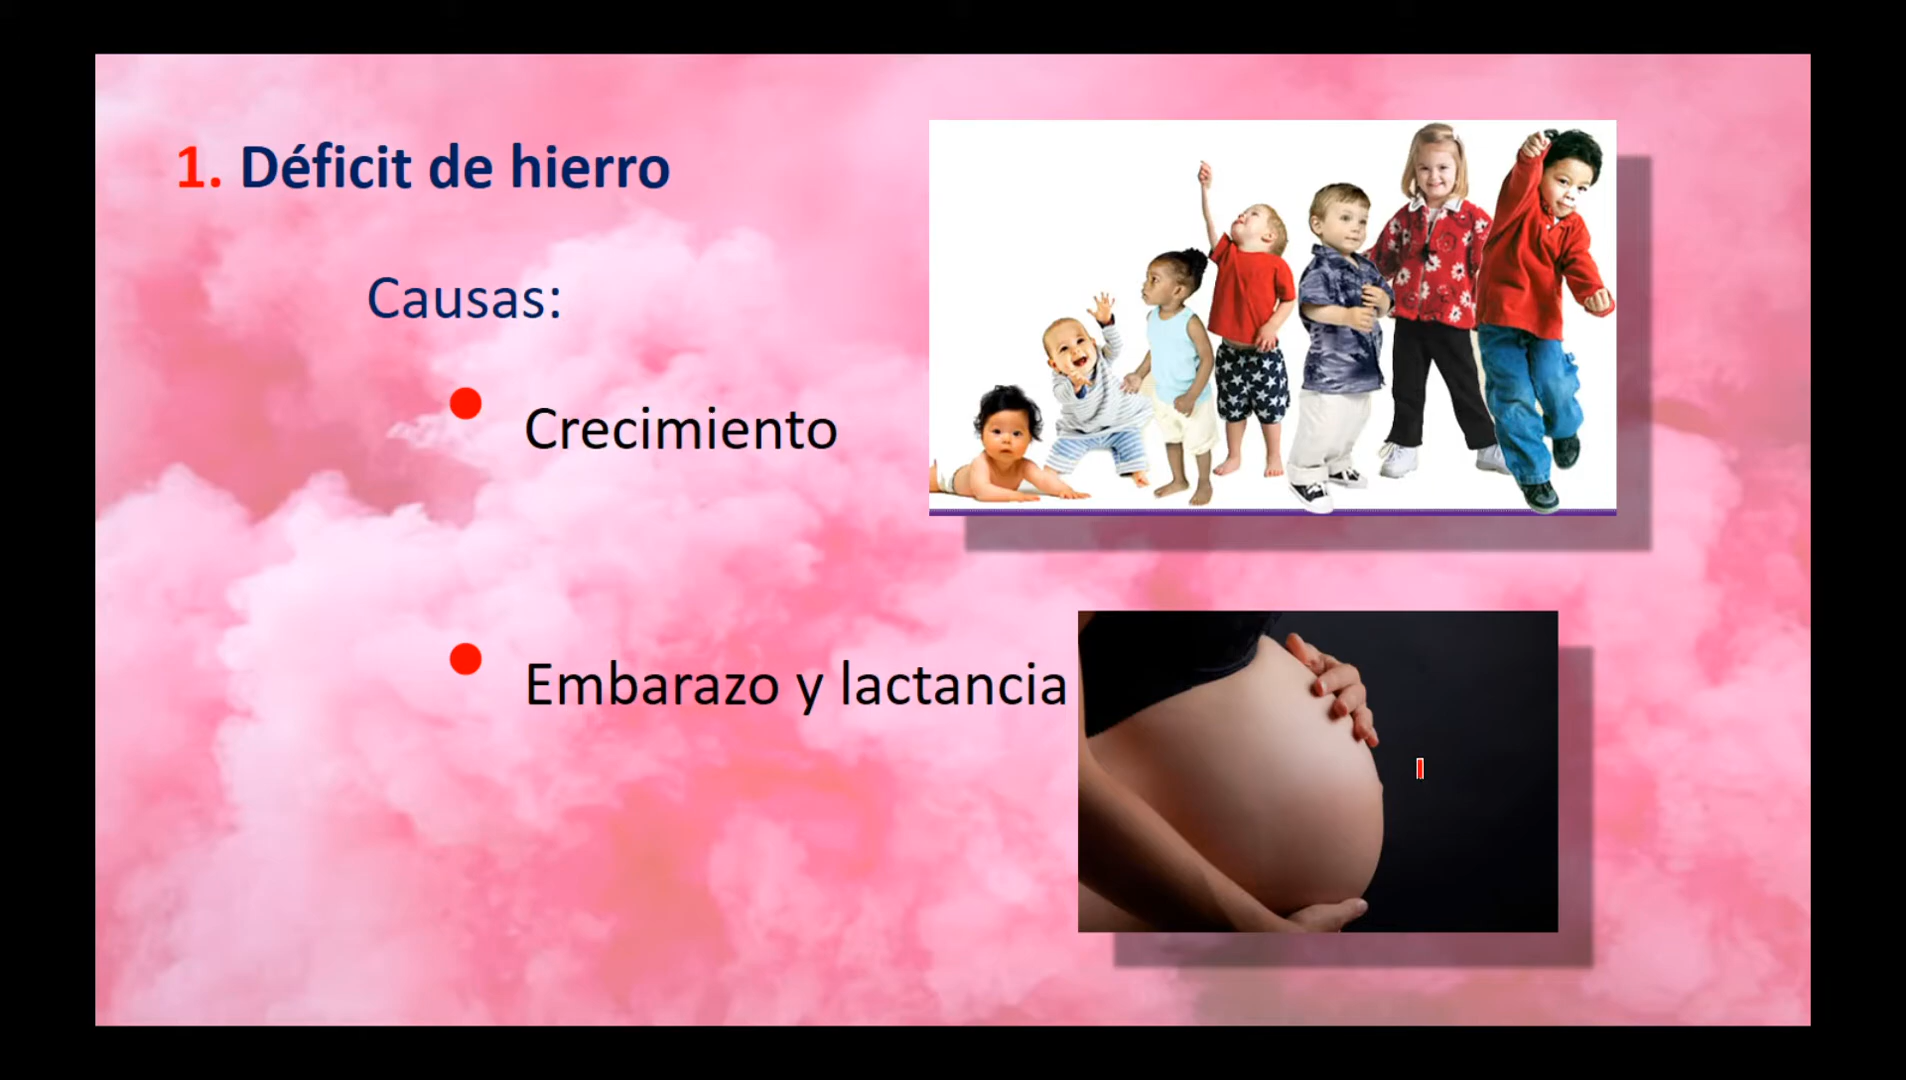 1. Déficit de hierro
Causas:
Crecimiento
Embarazo y lactancia